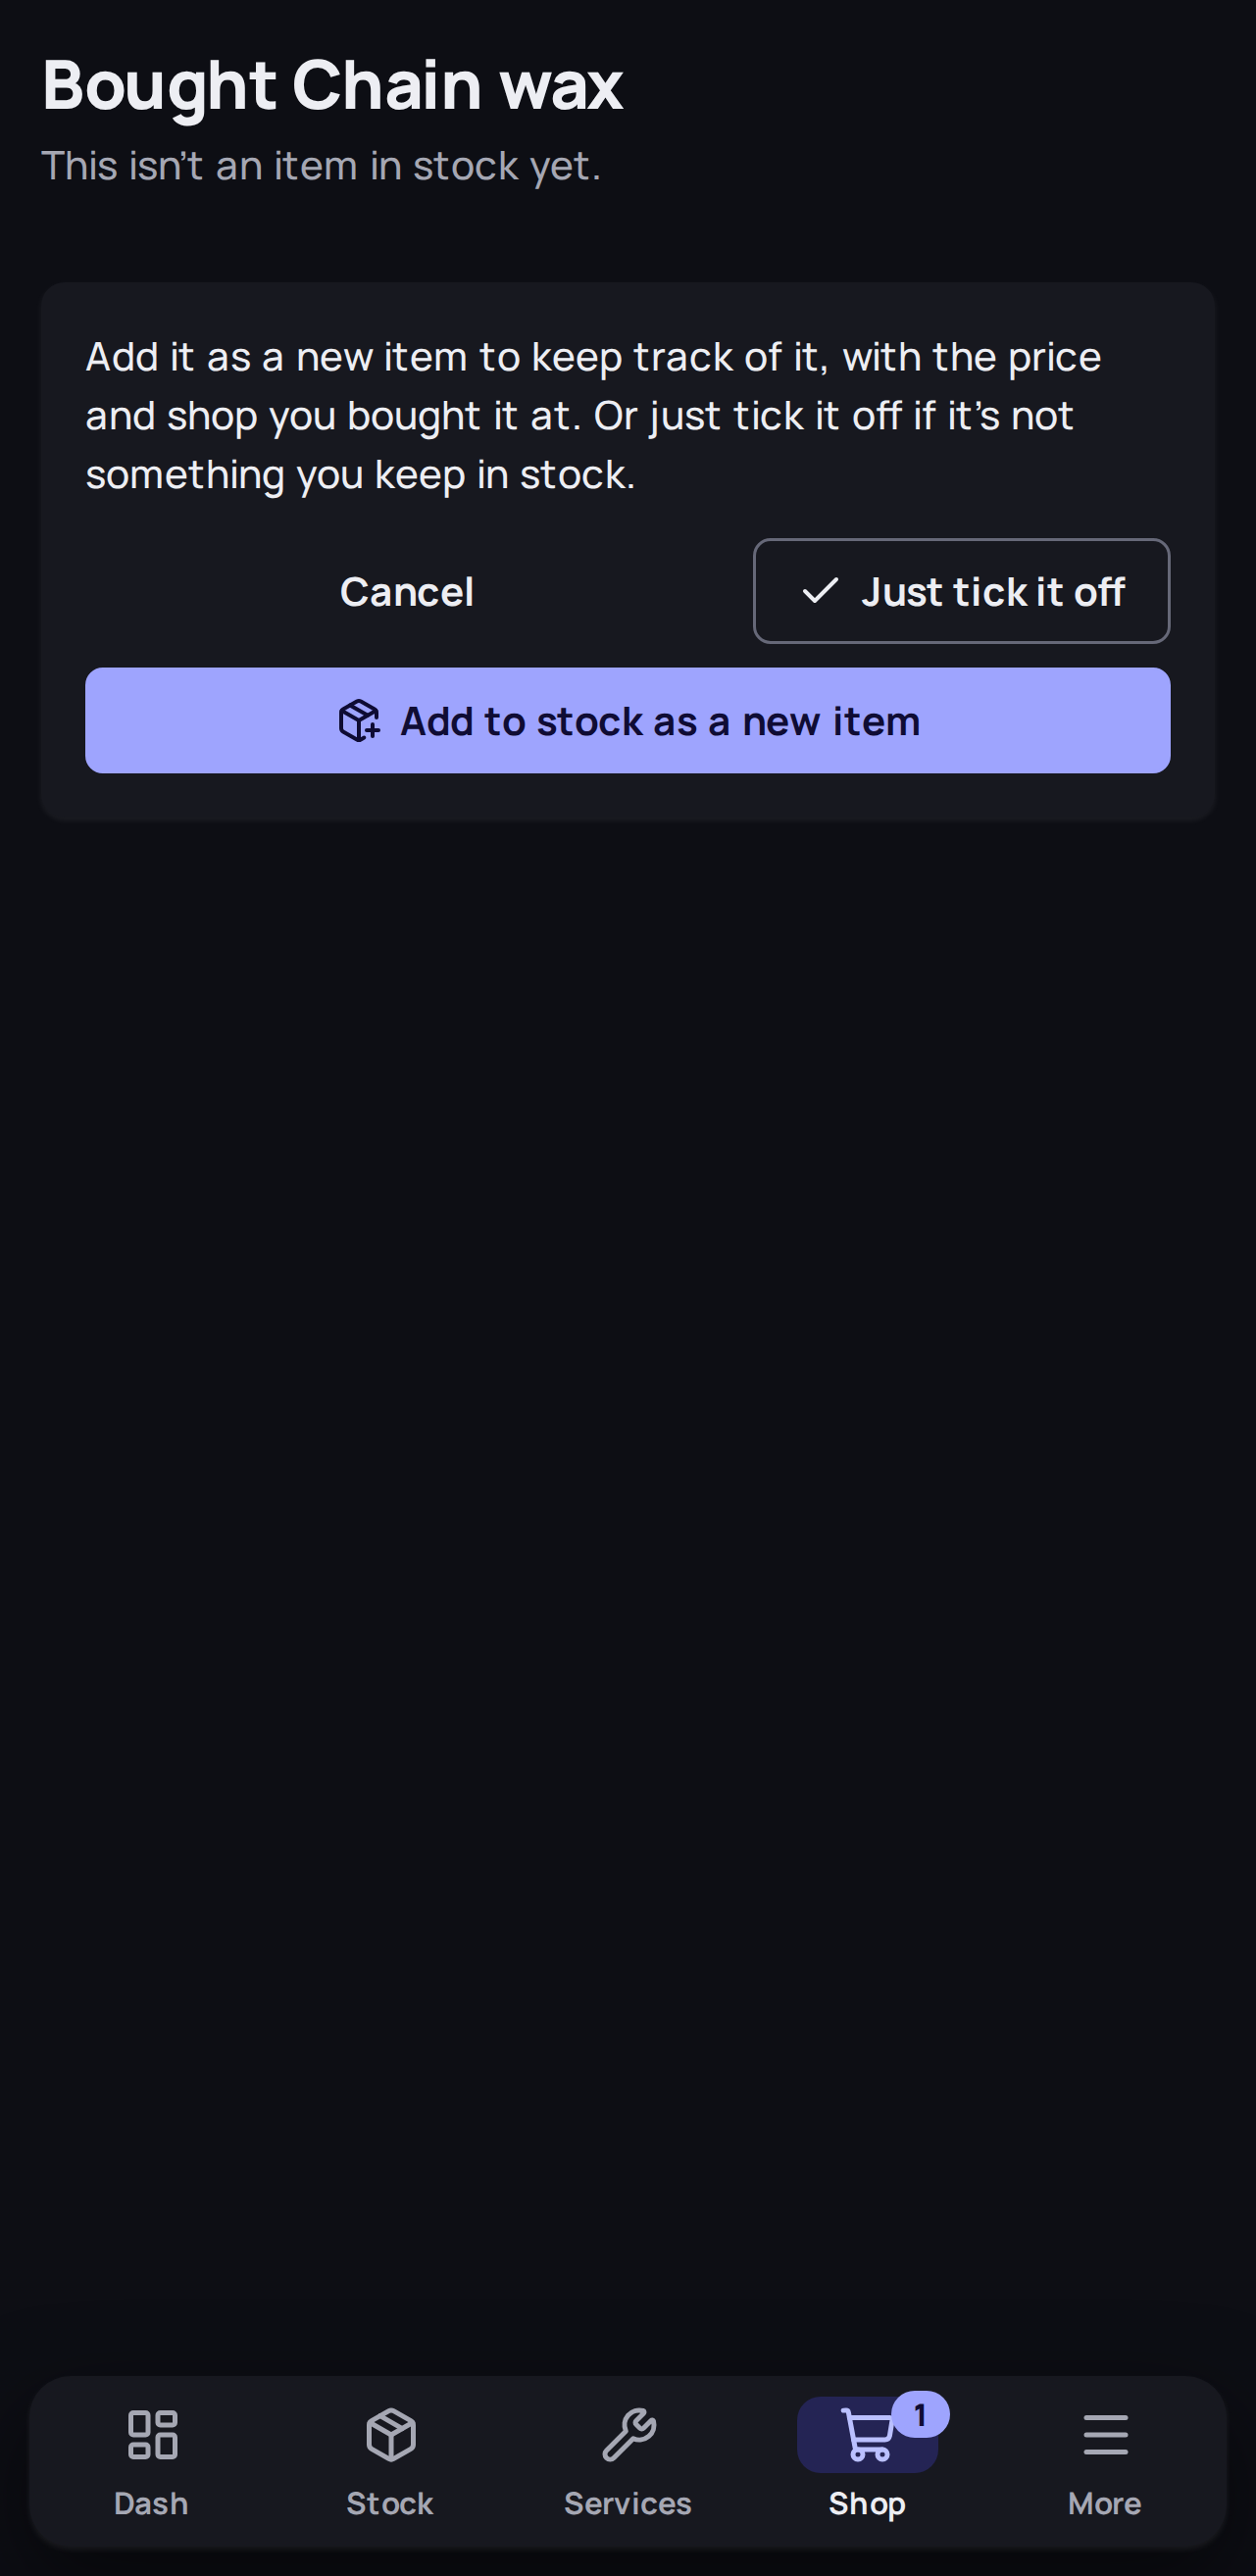 Bought Chain wax
This isn’t an item in stock yet.
Add it as a new item to keep track of it, with the price
and shop you bought it at. Or just tick it off if it’s not
something you keep in stock.
Cancel
Just tick it off
Add to stock as a new item
1
Dash
Stock
Services
Shop
More